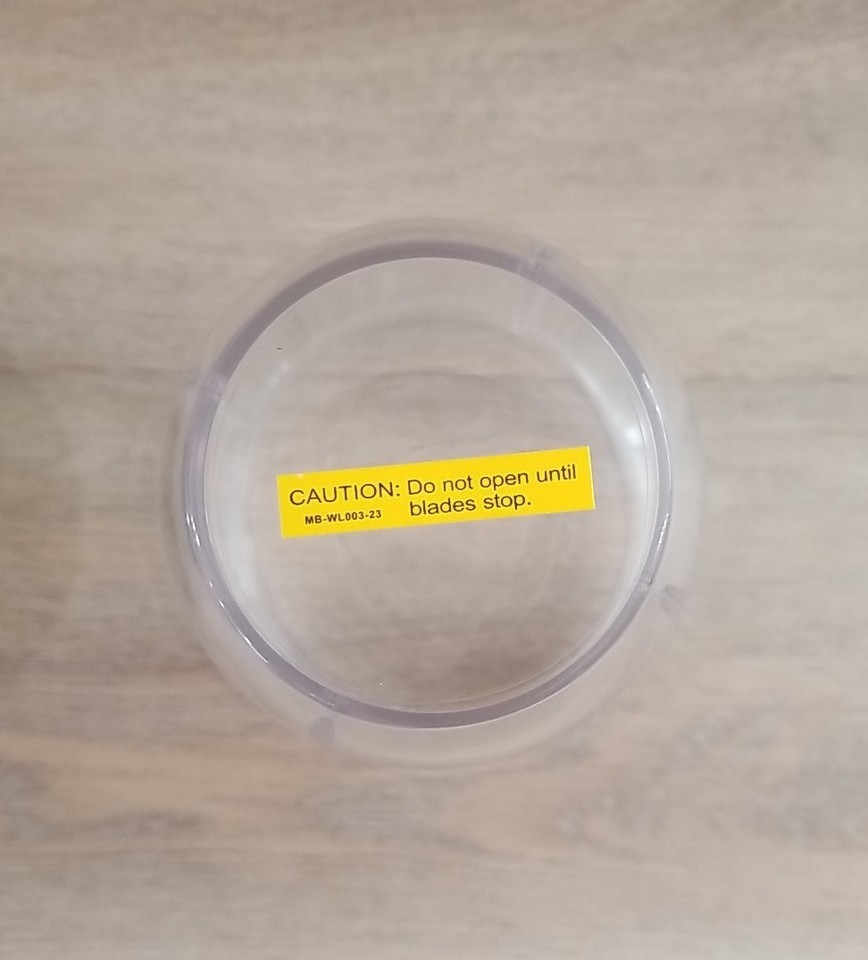 CAUTION: Do not open until
MB-WL003-23 blades stop.